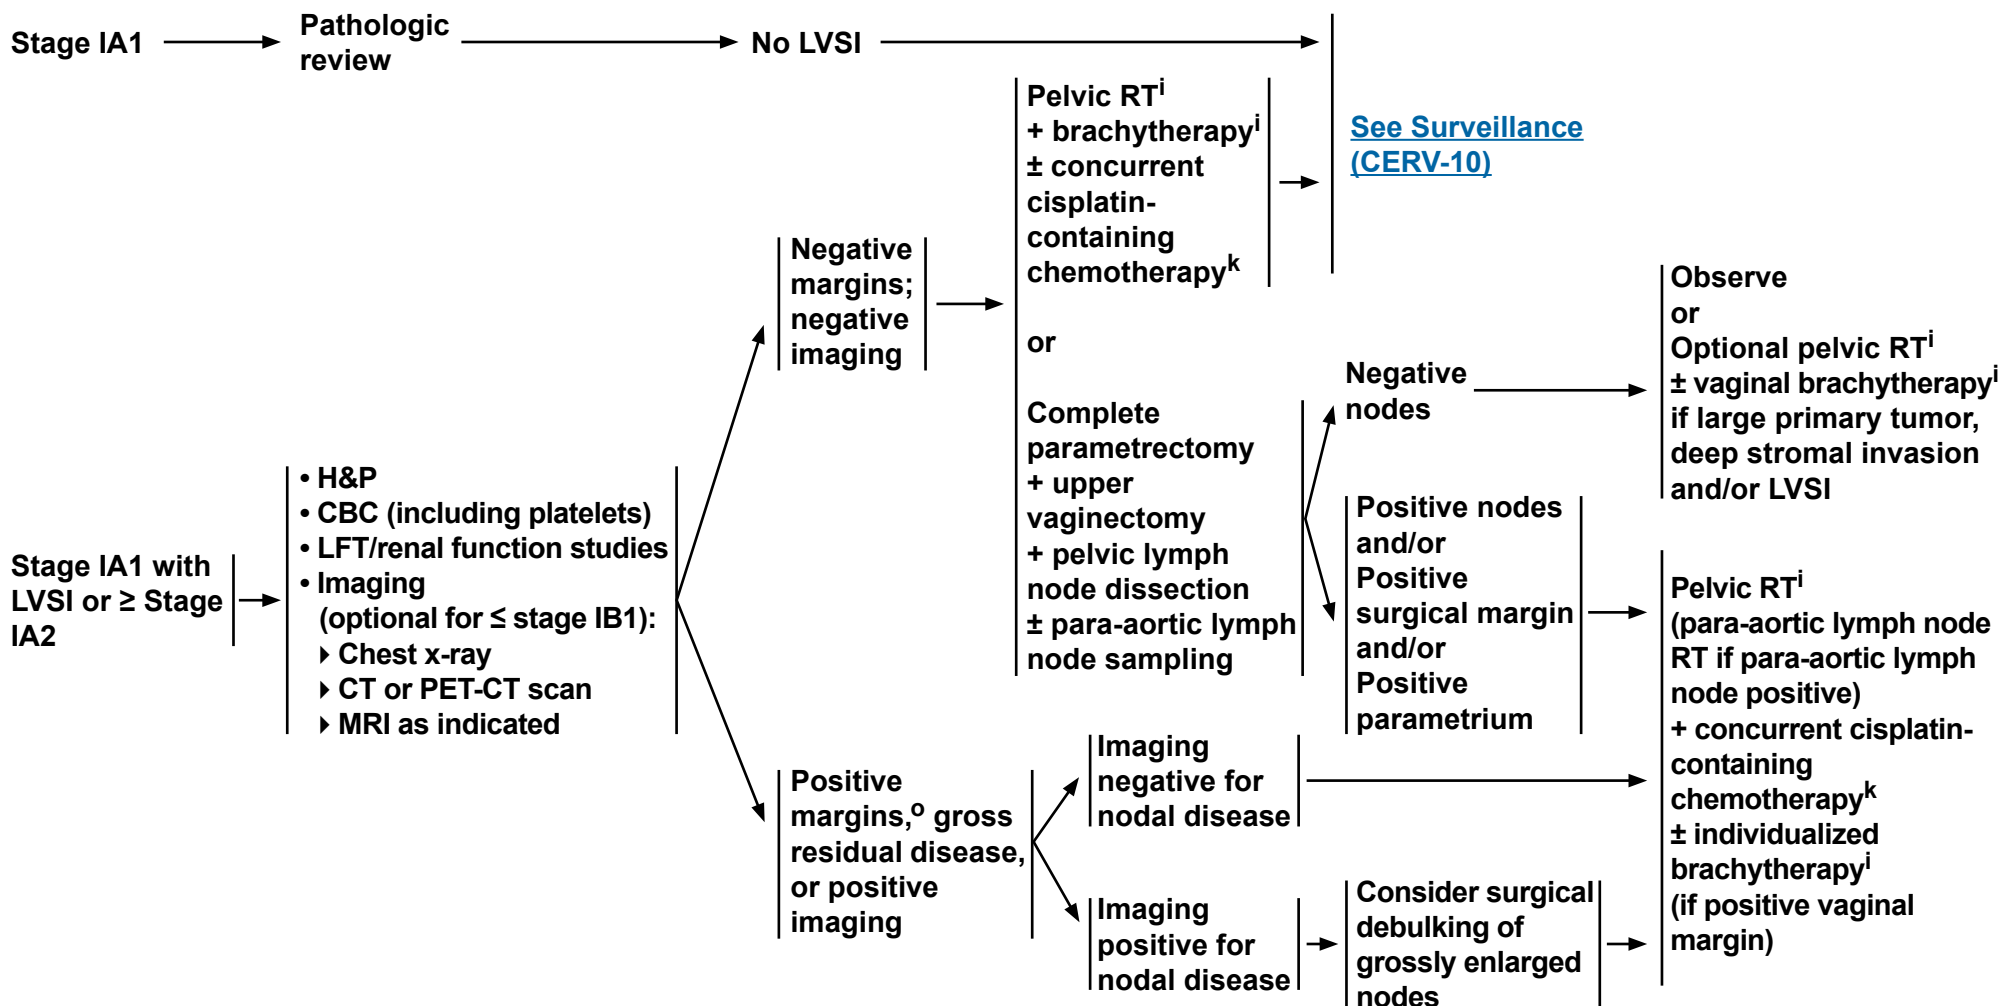 Stage IA1
Pathologic
review
No LVSI
Pelvic RTⁱ
+ brachytherapyⁱ
± concurrent
cisplatin-
containing
chemotherapyᵏ
See Surveillance
(CERV-10)
Negative
margins;
negative
imaging
or
Complete
parametrectomy
+ upper
vaginectomy
+ pelvic lymph
node dissection
± para-aortic lymph
node sampling
Negative
nodes
Observe
or
Optional pelvic RTⁱ
± vaginal brachytherapyⁱ
if large primary tumor,
deep stromal invasion
and/or LVSI
Stage IA1 with
LVSI or ≥ Stage
IA2
• H&P
• CBC (including platelets)
• LFT/renal function studies
• Imaging
(optional for ≤ stage IB1):
▸ Chest x-ray
▸ CT or PET-CT scan
▸ MRI as indicated
Positive nodes
and/or
Positive
surgical margin
and/or
Positive
parametrium
Pelvic RTⁱ
(para-aortic lymph node
RT if para-aortic lymph
node positive)
+ concurrent cisplatin-
containing
chemotherapyᵏ
± individualized
brachytherapyⁱ
(if positive vaginal
margin)
Positive
margins,ᵒ gross
residual disease,
or positive
imaging
Imaging
negative for
nodal disease
Imaging
positive for
nodal disease
Consider surgical
debulking of
grossly enlarged
nodes